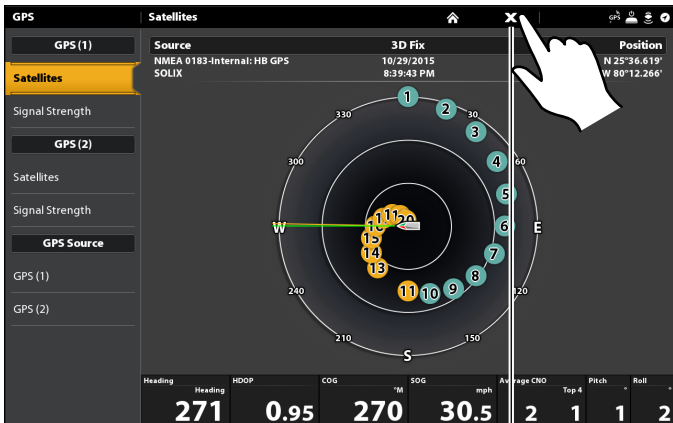 GPS
Satellites
X
GPS
GPS (1)
Satellites
Signal Strength
GPS (2)
Satellites
Signal Strength
GPS Source
GPS (1)
GPS (2)
Source
3D Fix
Position
NMEA 0183-Internal: HB GPS
10/29/2015
N 25°36.619'
SOLIX
8:39:43 PM
W 80°12.266'
1
330
2
30
3
300
4
60
5
11
20
W
6
E
15
14
7
13
8
240
11
10
9
120
210
150
S
Heading
HDOP
COG
SOG
Average CNO
Pitch
Roll
Heading
°M
mph
Top 4
°
°
271
0.95
270
30.5
2
1
1
2